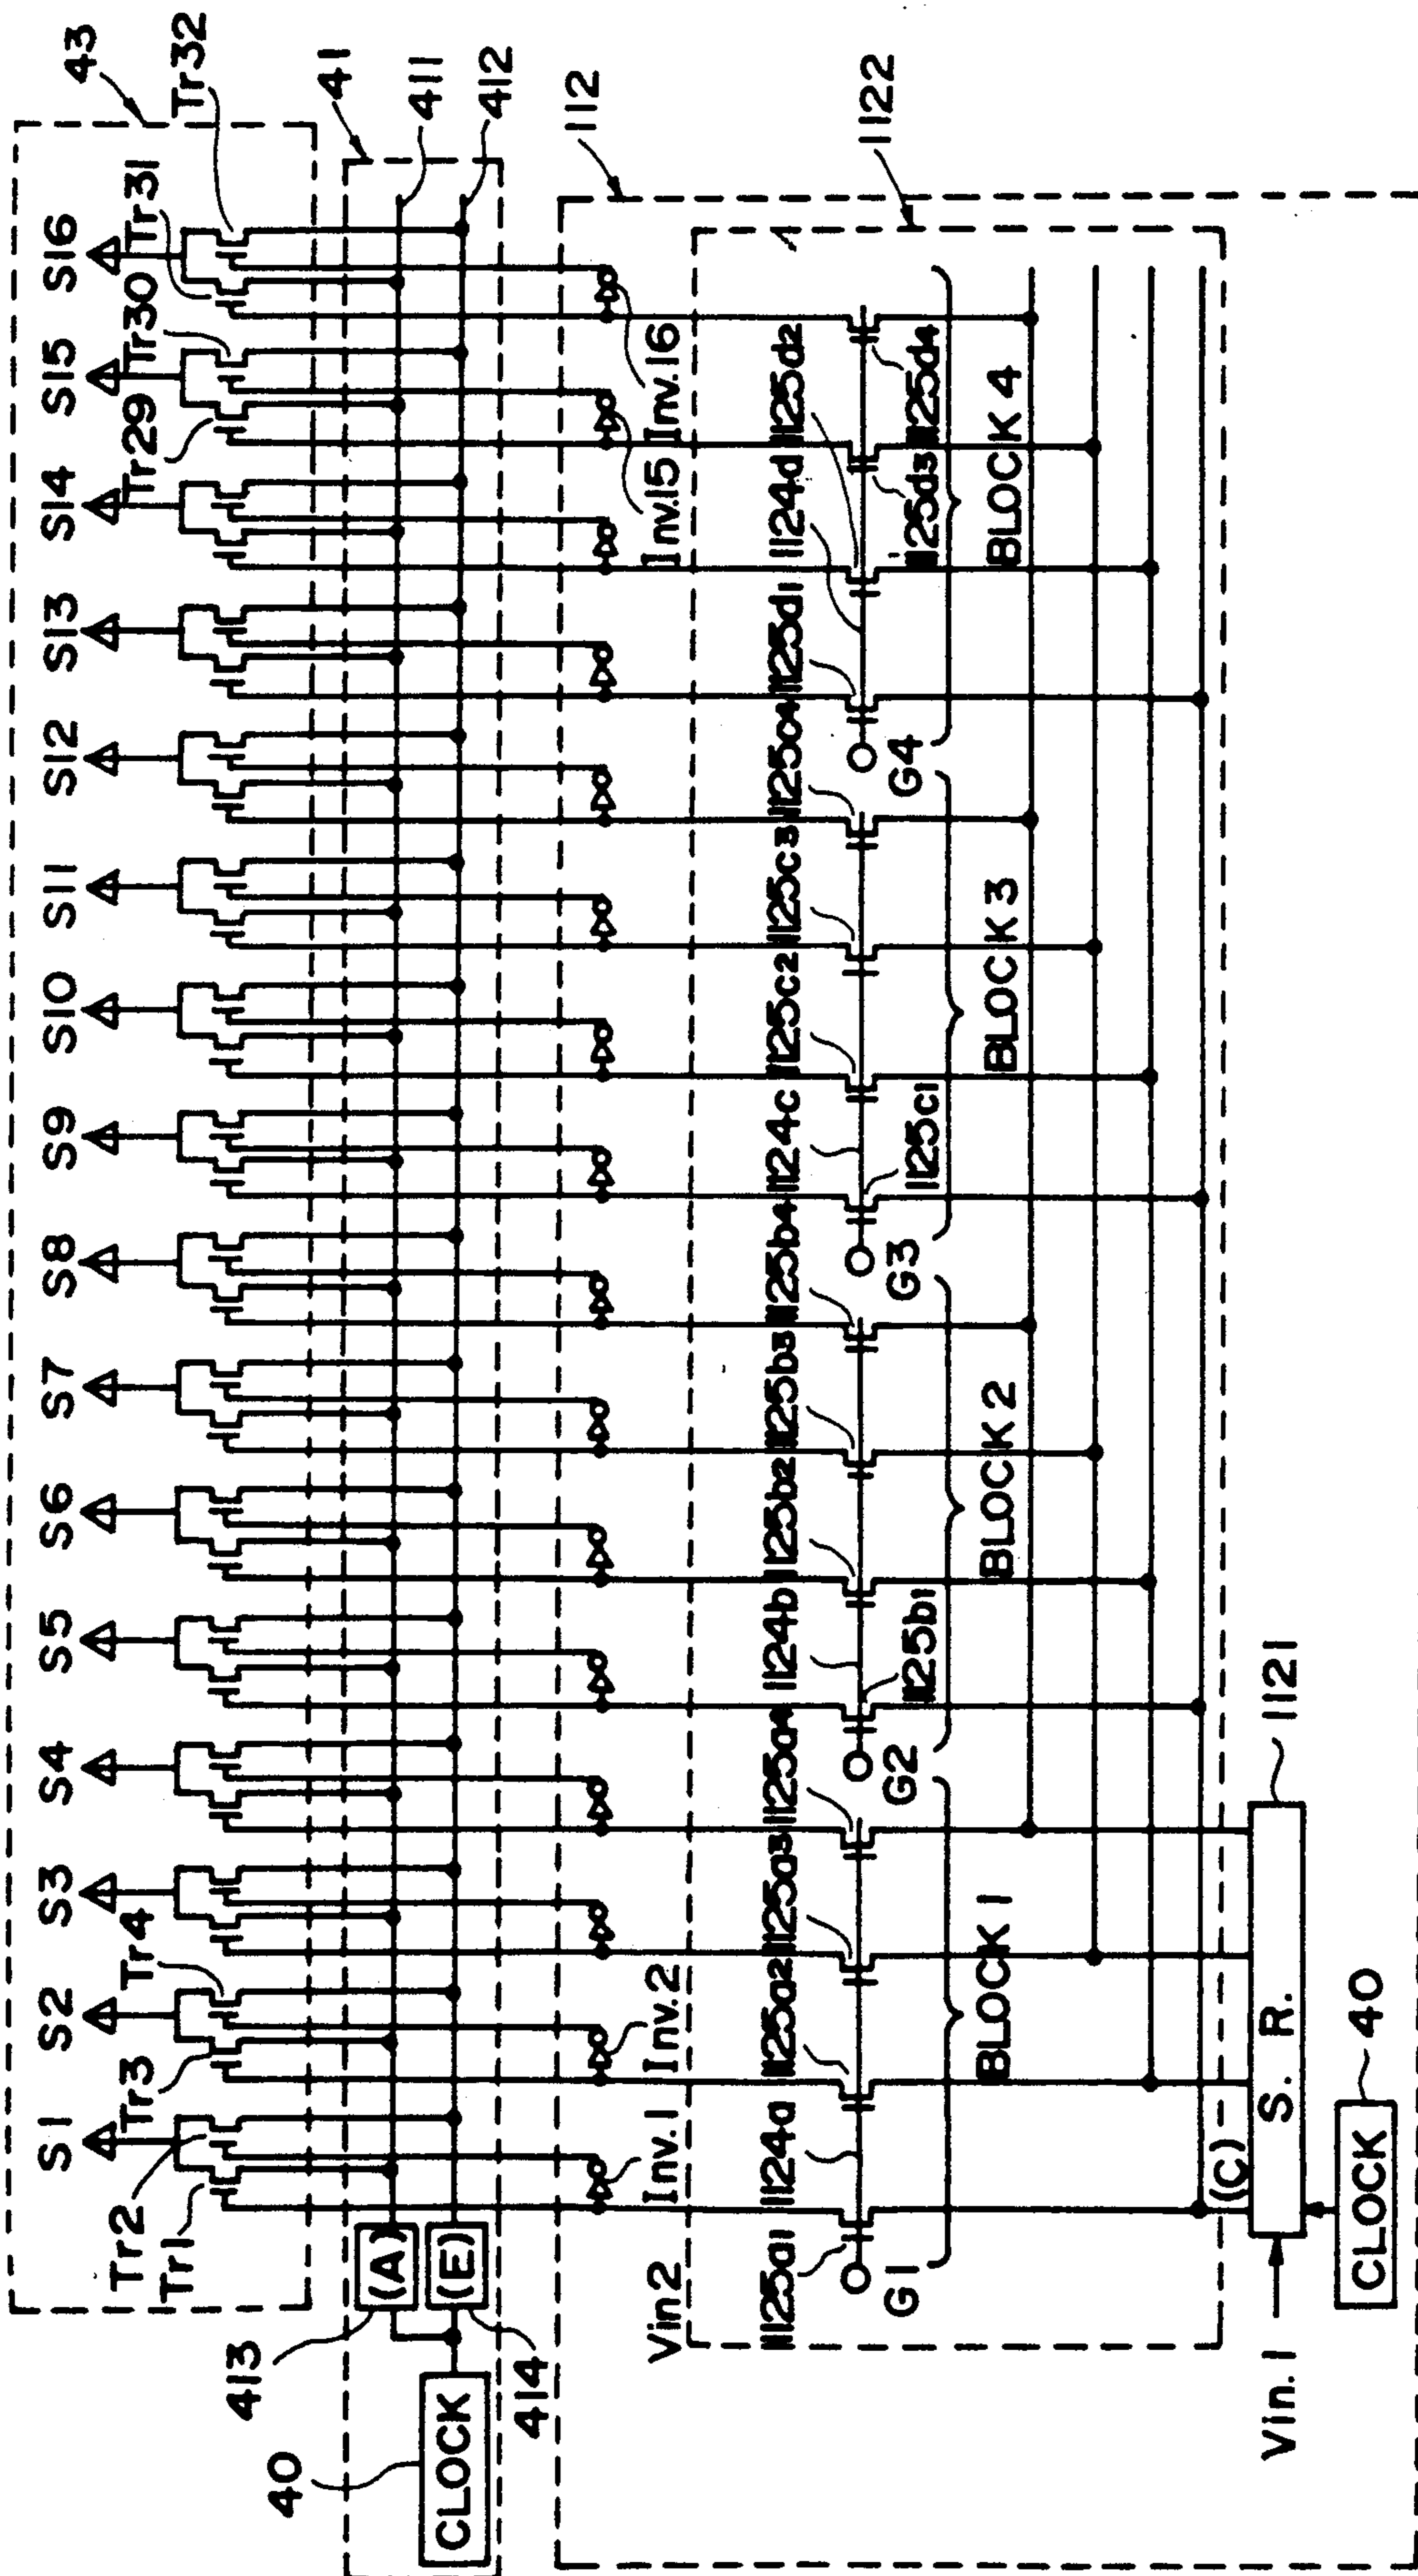 43
Tr32
41
411
412
112
1122
S1
S2
S3
S4
S5
S6
S7
S8
S9
S10
S11
S12
S13
S14
S15
S16
Tr1
Tr2
Tr3
Tr4
Tr29
Tr30
Tr31
413
(A)
(E)
414
40
CLOCK
Inv.1
Inv.2
Inv.15
Inv.16
Vin2
1125a1
1124a
1125a2
1125a3
1125a4
1124b
1125b2
1125b3
1125b4
1124c
1125c2
1125c3
1125c4
1125d1
1124d
1125d2
G1
G2
1125b1
G3
1125c1
G4
1125d3
1125d4
BLOCK 1
BLOCK 2
BLOCK 3
BLOCK 4
(C)
Vin.1
S. R.
1121
CLOCK
40